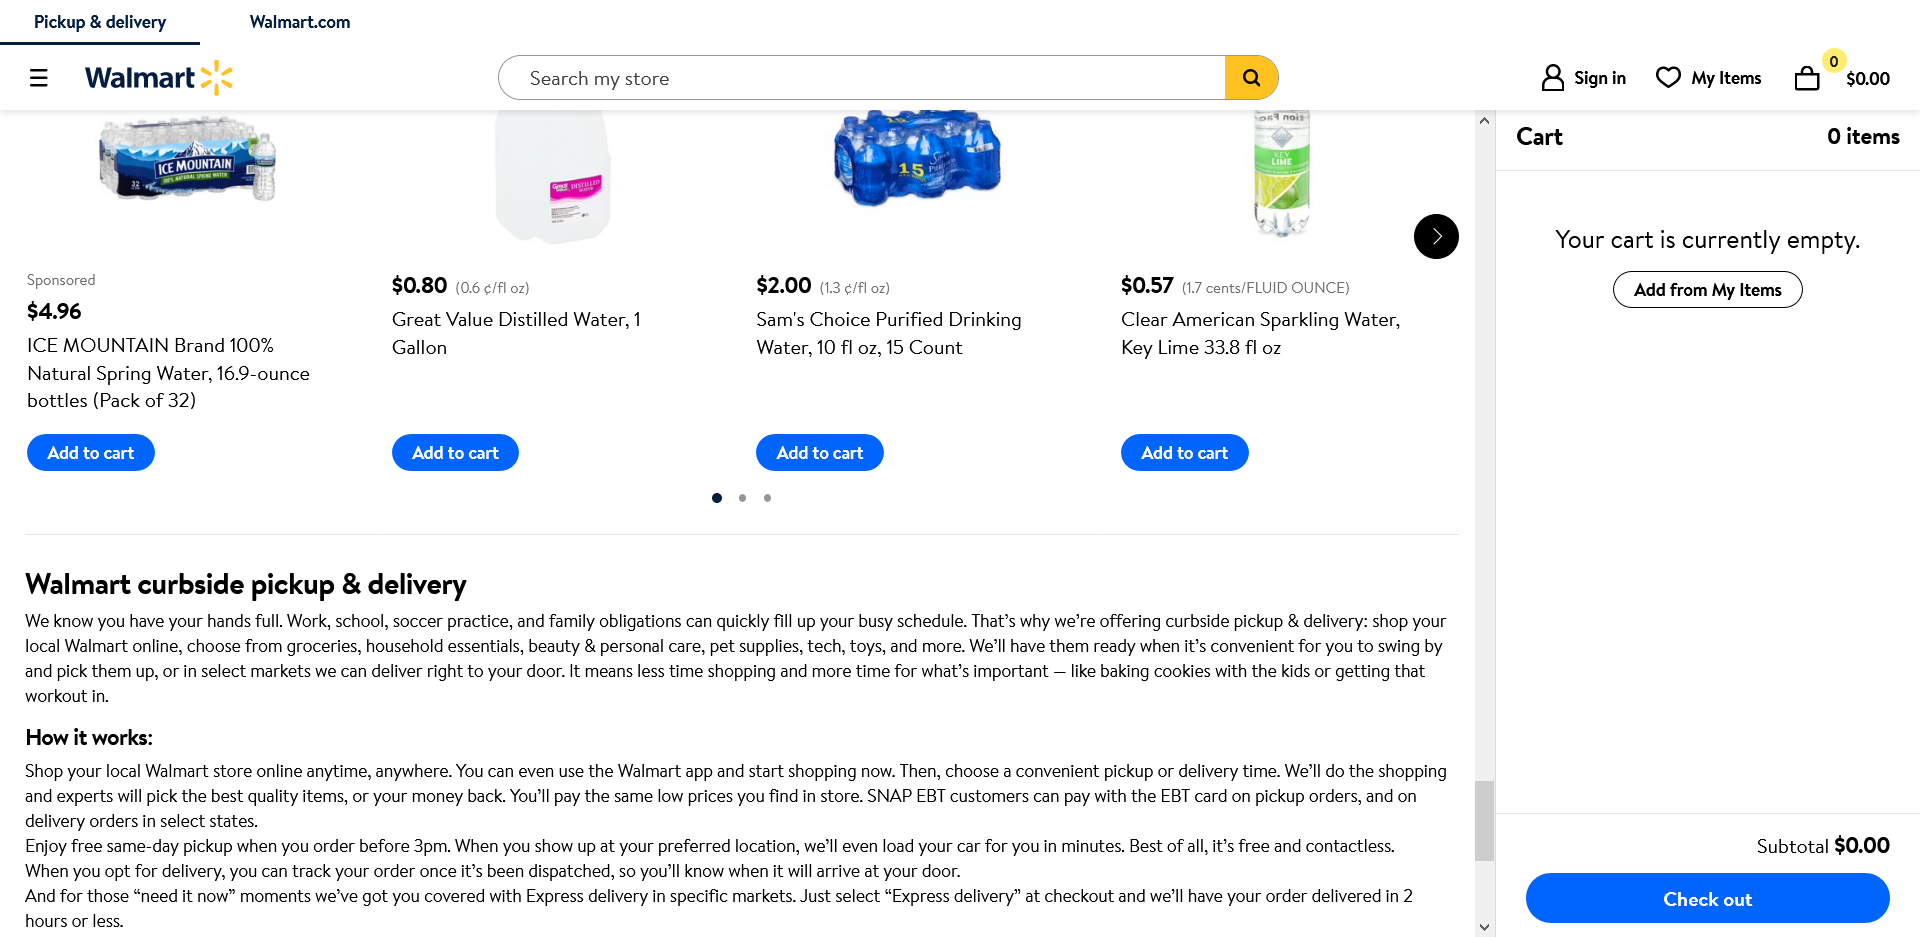 Pickup & delivery
Walmart.com
Walmart
Search my store
Sign in
My Items
0
$0.00
ICE MOUNTAIN
100% NATURAL SPRING WATER
32
Great Value
DISTILLED WATER
15
KEY LIME
Sponsored
$4.96
ICE MOUNTAIN Brand 100%
Natural Spring Water, 16.9-ounce
bottles (Pack of 32)
Add to cart
$0.80 (0.6 ¢/fl oz)
Great Value Distilled Water, 1
Gallon
Add to cart
$2.00 (1.3 ¢/fl oz)
Sam's Choice Purified Drinking
Water, 10 fl oz, 15 Count
Add to cart
$0.57 (1.7 cents/FLUID OUNCE)
Clear American Sparkling Water,
Key Lime 33.8 fl oz
Add to cart
Walmart curbside pickup & delivery
We know you have your hands full. Work, school, soccer practice, and family obligations can quickly fill up your busy schedule. That’s why we’re offering curbside pickup & delivery: shop your
local Walmart online, choose from groceries, household essentials, beauty & personal care, pet supplies, tech, toys, and more. We’ll have them ready when it’s convenient for you to swing by
and pick them up, or in select markets we can deliver right to your door. It means less time shopping and more time for what’s important — like baking cookies with the kids or getting that
workout in.
How it works:
Shop your local Walmart store online anytime, anywhere. You can even use the Walmart app and start shopping now. Then, choose a convenient pickup or delivery time. We’ll do the shopping
and experts will pick the best quality items, or your money back. You’ll pay the same low prices you find in store. SNAP EBT customers can pay with the EBT card on pickup orders, and on
delivery orders in select states.
Enjoy free same-day pickup when you order before 3pm. When you show up at your preferred location, we’ll even load your car for you in minutes. Best of all, it’s free and contactless.
When you opt for delivery, you can track your order once it’s been dispatched, so you’ll know when it will arrive at your door.
And for those “need it now” moments we’ve got you covered with Express delivery in specific markets. Just select “Express delivery” at checkout and we’ll have your order delivered in 2
hours or less.
Cart
0 items
Your cart is currently empty.
Add from My Items
Subtotal $0.00
Check out